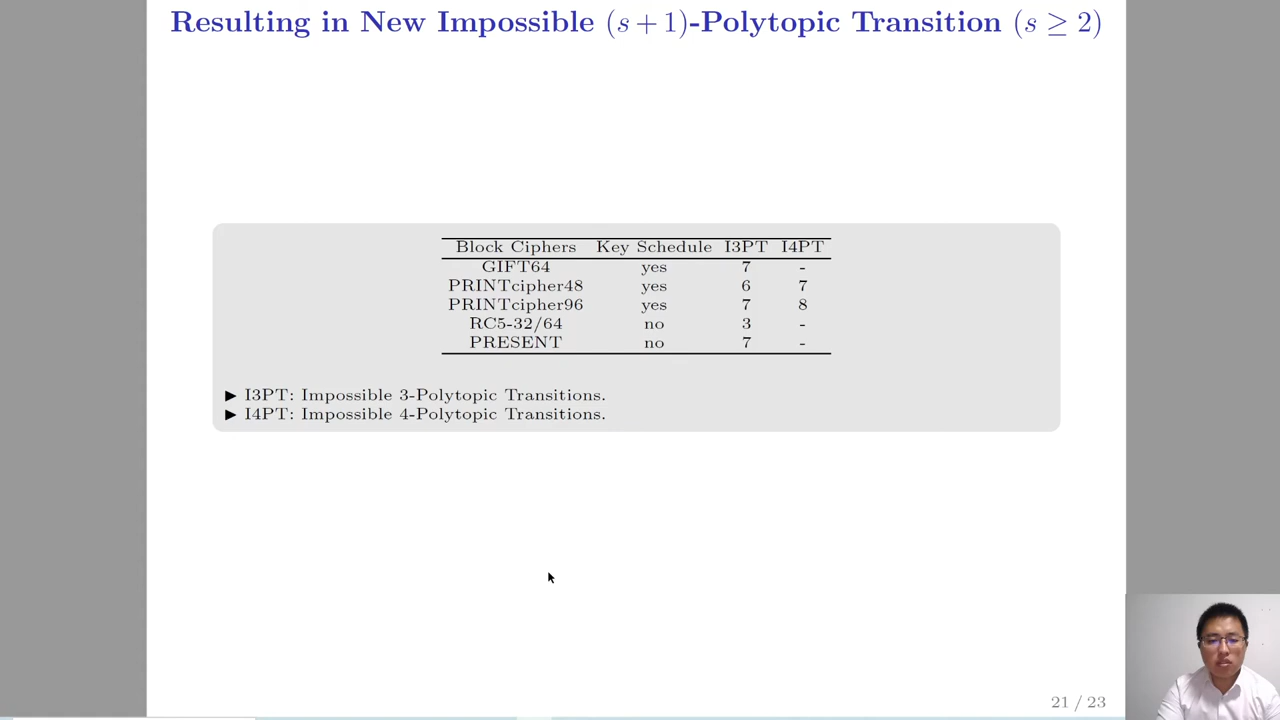 Resulting in New Impossible (s + 1)-Polytopic Transition (s ≥ 2)
Block Ciphers Key Schedule I3PT I4PT
GIFT64 yes 7 -
PRINTcipher48 yes 6 7
PRINTcipher96 yes 7 8
RC5-32/64 no 3 -
PRESENT no 7 -
▶ I3PT: Impossible 3-Polytopic Transitions.
▶ I4PT: Impossible 4-Polytopic Transitions.
21 / 23